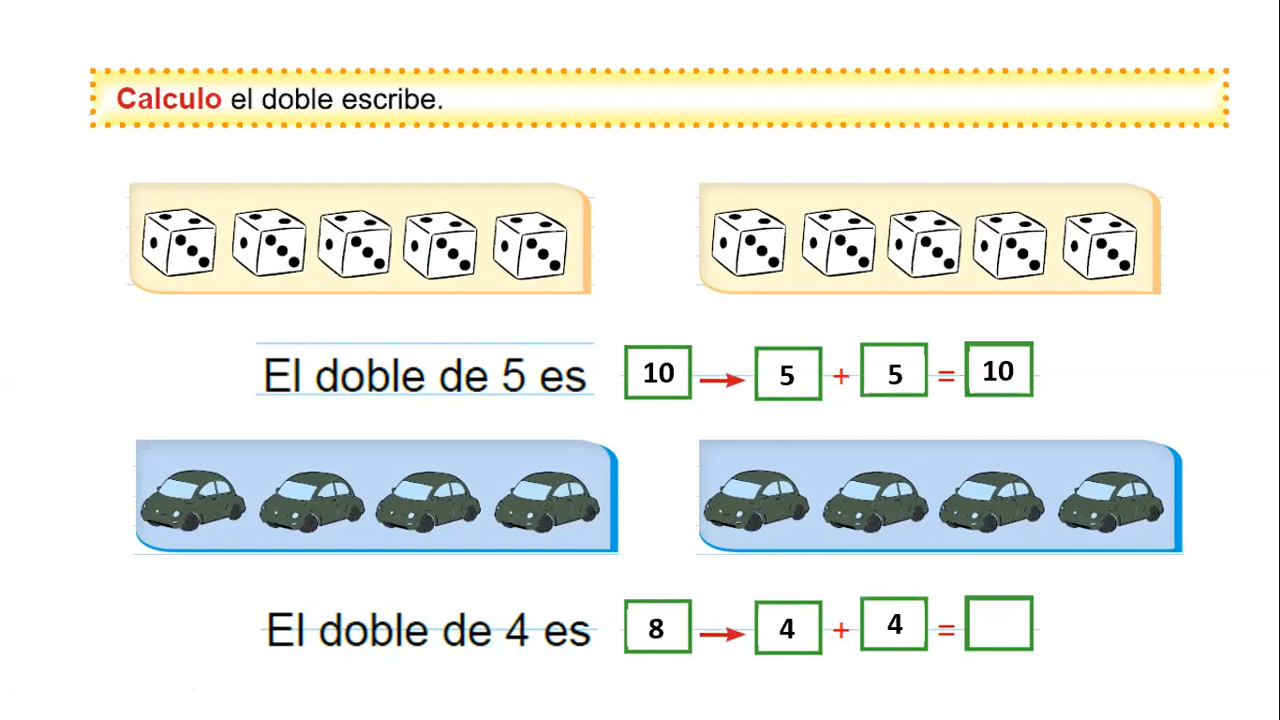 Calculo el doble escribe.
El doble de 5 es 10 → 5 + 5 = 10
El doble de 4 es 8 → 4 + 4 =